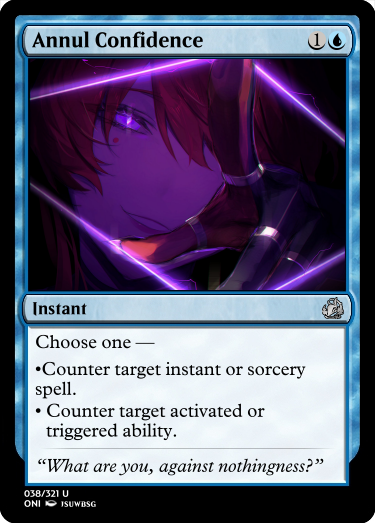 Annul Confidence 1
Instant
Choose one —
•Counter target instant or sorcery
spell.
• Counter target activated or
triggered ability.
“What are you, against nothingness?”
038/321 U
ONI JSUWBSG